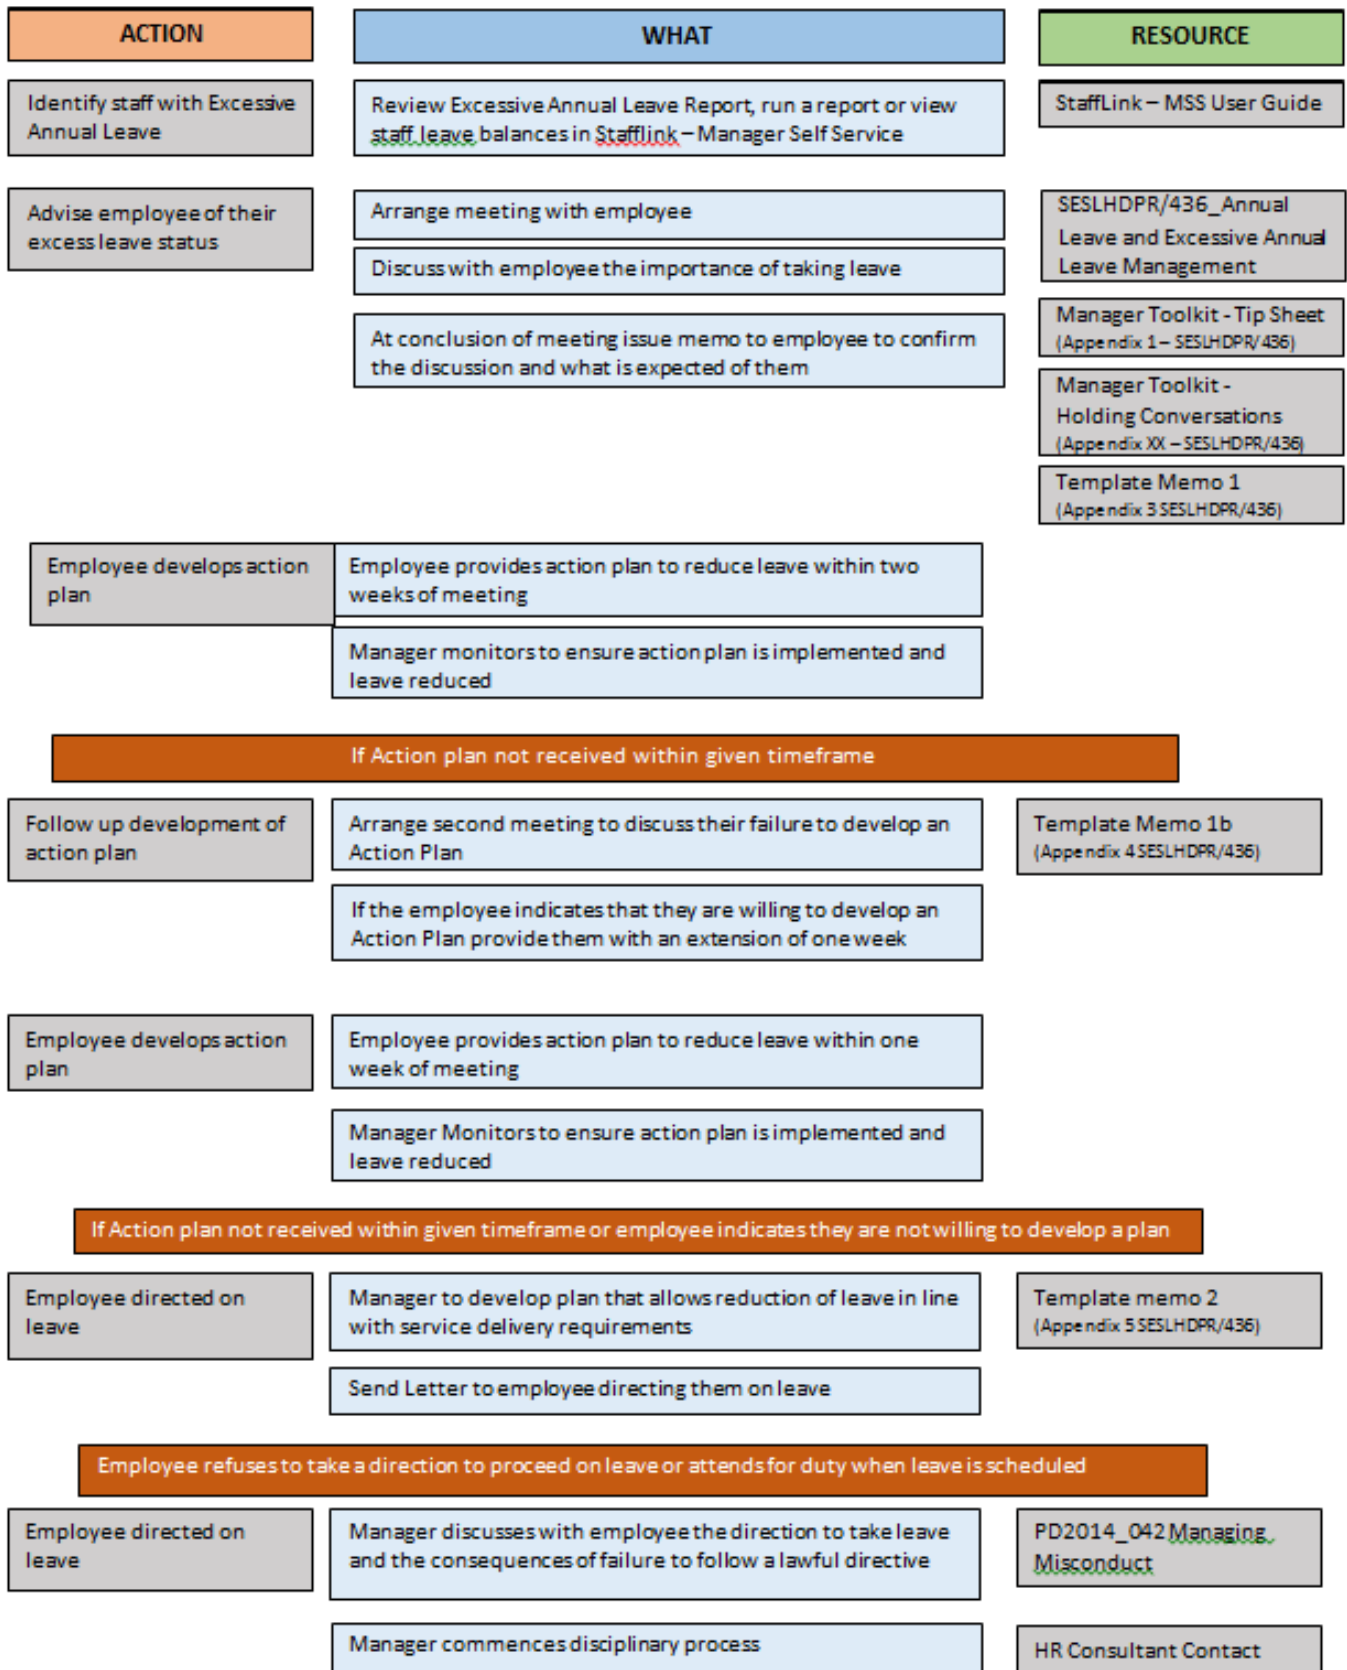 ACTION
WHAT
RESOURCE
Identify staff with Excessive
Annual Leave
Review Excessive Annual Leave Report, run a report or view
staff leave balances in Stafflink – Manager Self Service
StaffLink – MSS User Guide
Advise employee of their
excess leave status
Arrange meeting with employee
Discuss with employee the importance of taking leave
At conclusion of meeting issue memo to employee to confirm
the discussion and what is expected of them
SESLHDPR/436_Annual
Leave and Excessive Annual
Leave Management
Manager Toolkit - Tip Sheet
(Appendix 1 – SESLHDPR/436)
Manager Toolkit -
Holding Conversations
(Appendix XX – SESLHDPR/436)
Template Memo 1
(Appendix 3 SESLHDPR/436)
Employee develops action
plan
Employee provides action plan to reduce leave within two
weeks of meeting
Manager monitors to ensure action plan is implemented and
leave reduced
If Action plan not received within given timeframe
Follow up development of
action plan
Arrange second meeting to discuss their failure to develop an
Action Plan
If the employee indicates that they are willing to develop an
Action Plan provide them with an extension of one week
Template Memo 1b
(Appendix 4 SESLHDPR/436)
Employee develops action
plan
Employee provides action plan to reduce leave within one
week of meeting
Manager Monitors to ensure action plan is implemented and
leave reduced
If Action plan not received within given timeframe or employee indicates they are not willing to develop a plan
Employee directed on
leave
Manager to develop plan that allows reduction of leave in line
with service delivery requirements
Send Letter to employee directing them on leave
Template memo 2
(Appendix 5 SESLHDPR/436)
Employee refuses to take a direction to proceed on leave or attends for duty when leave is scheduled
Employee directed on
leave
Manager discusses with employee the direction to take leave
and the consequences of failure to follow a lawful directive
PD2014_042 Managing
Misconduct
Manager commences disciplinary process
HR Consultant Contact